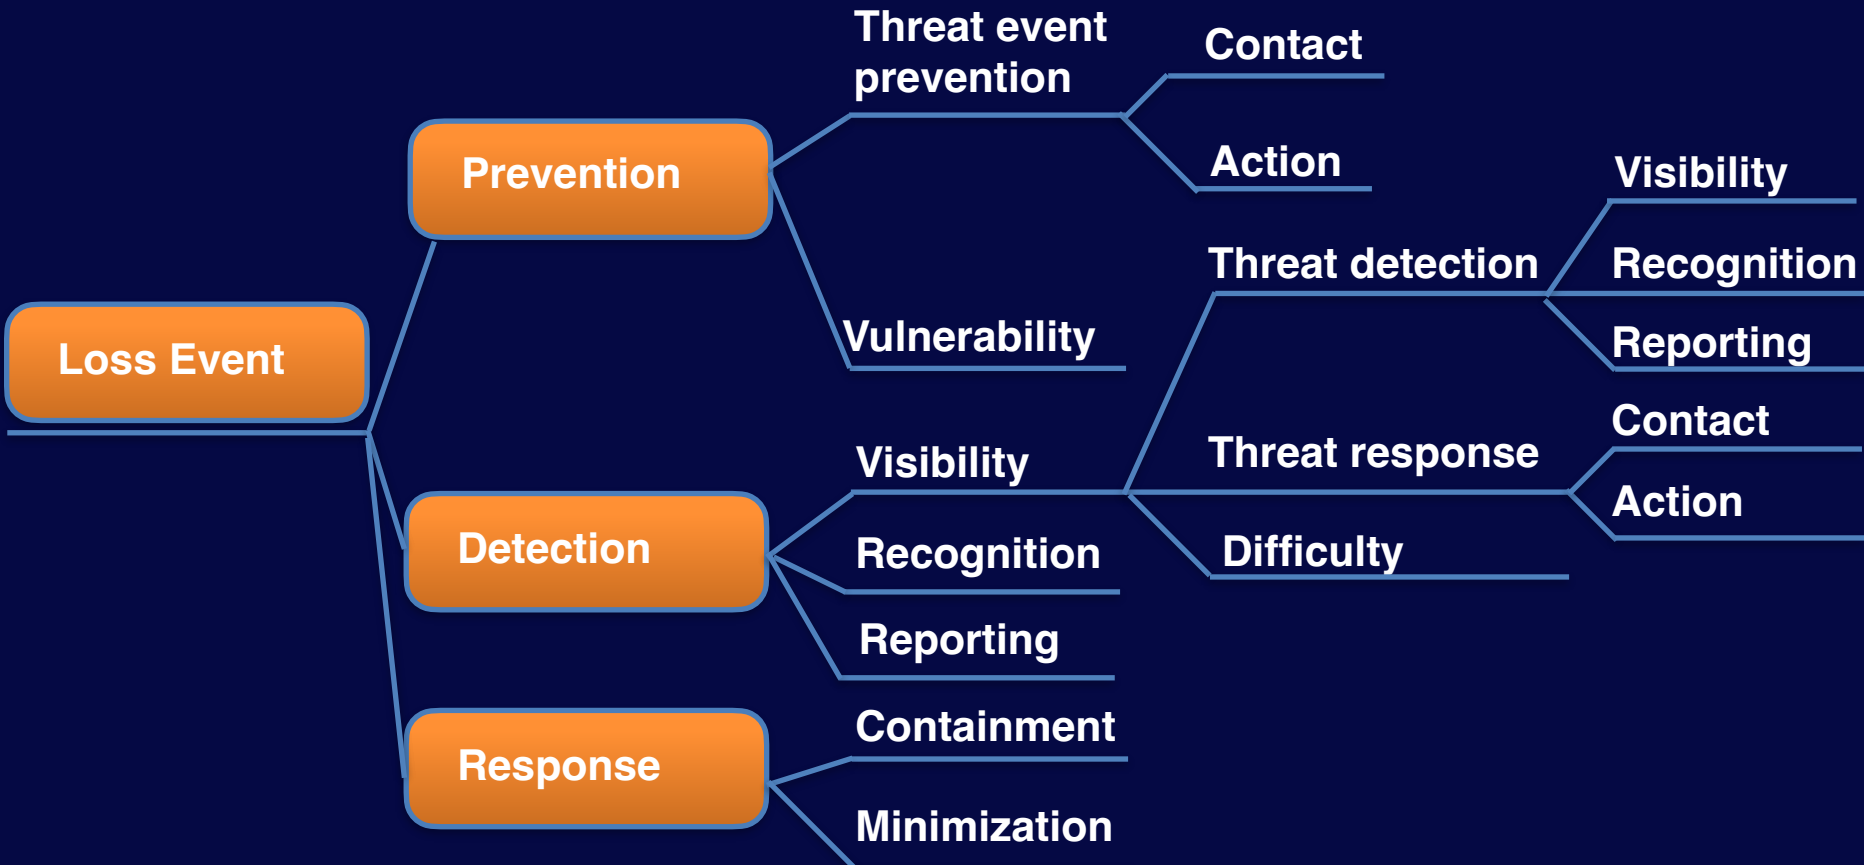 Threat event
prevention
Contact
Prevention
Action
Visibility
Threat detection
Recognition
Loss Event
Vulnerability
Reporting
Contact
Visibility
Threat response
Action
Detection
Recognition
Difficulty
Reporting
Containment
Response
Minimization